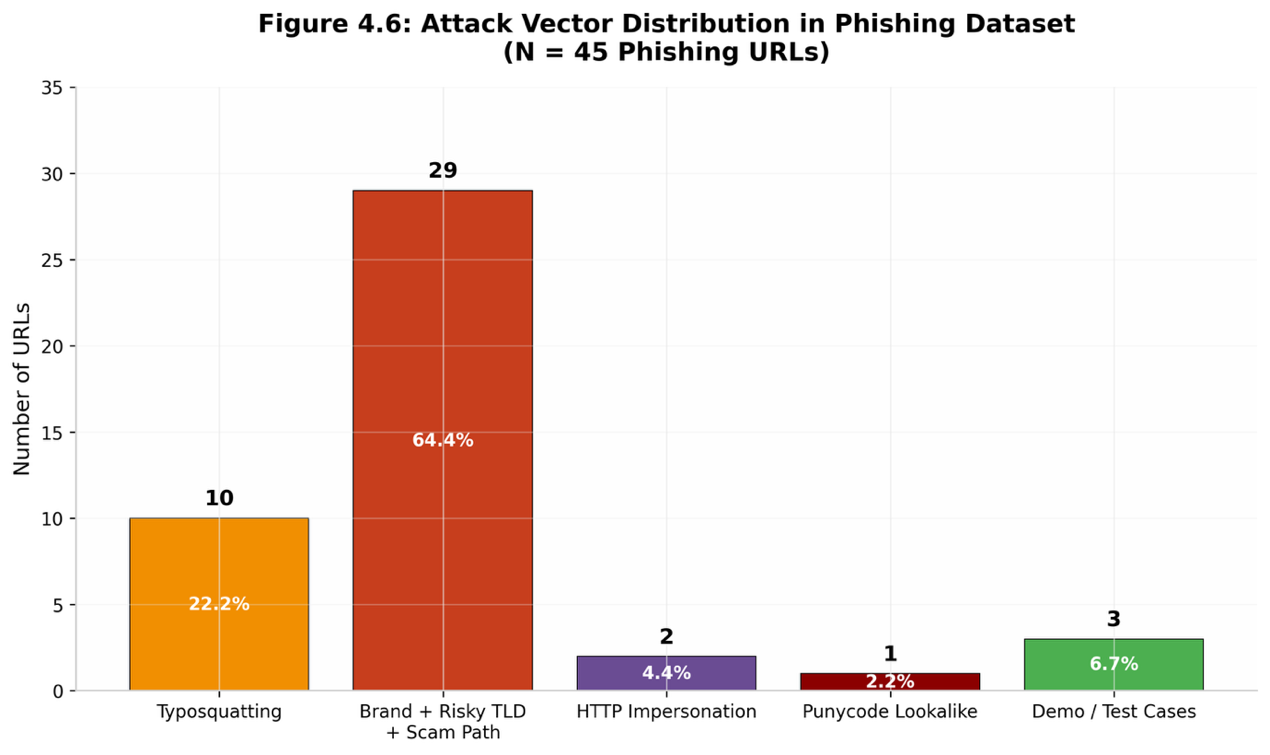 Figure 4.6: Attack Vector Distribution in Phishing Dataset
(N = 45 Phishing URLs)
Number of URLs
35
30
25
20
15
10
5
0
10
22.2%
29
64.4%
2
4.4%
1
2.2%
3
6.7%
Typosquatting
Brand + Risky TLD
+ Scam Path
HTTP Impersonation
Punycode Lookalike
Demo / Test Cases